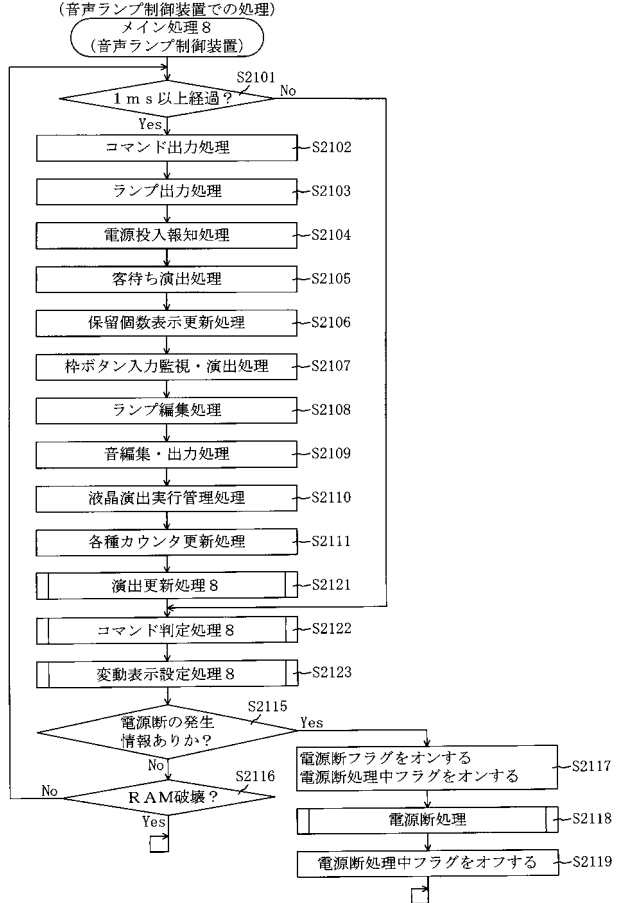 (音声ランプ制御装置での処理)
メイン処理8
(音声ランプ制御装置)
S2101
1ms以上経過?
No
Yes
コマンド出力処理
S2102
ランプ出力処理
S2103
電源投入報知処理
S2104
客待ち演出処理
S2105
保留個数表示更新処理
S2106
枠ボタン入力監視・演出処理
S2107
ランプ編集処理
S2108
音編集・出力処理
S2109
液晶演出実行管理処理
S2110
各種カウンタ更新処理
S2111
演出更新処理8
S2121
コマンド判定処理8
S2122
変動表示設定処理8
S2123
S2115
電源断の発生
情報ありか?
Yes
No
S2116
RAM破壊?
No
Yes
電源断フラグをオンする
電源断処理中フラグをオンする
S2117
電源断処理
S2118
電源断処理中フラグをオフする
S2119